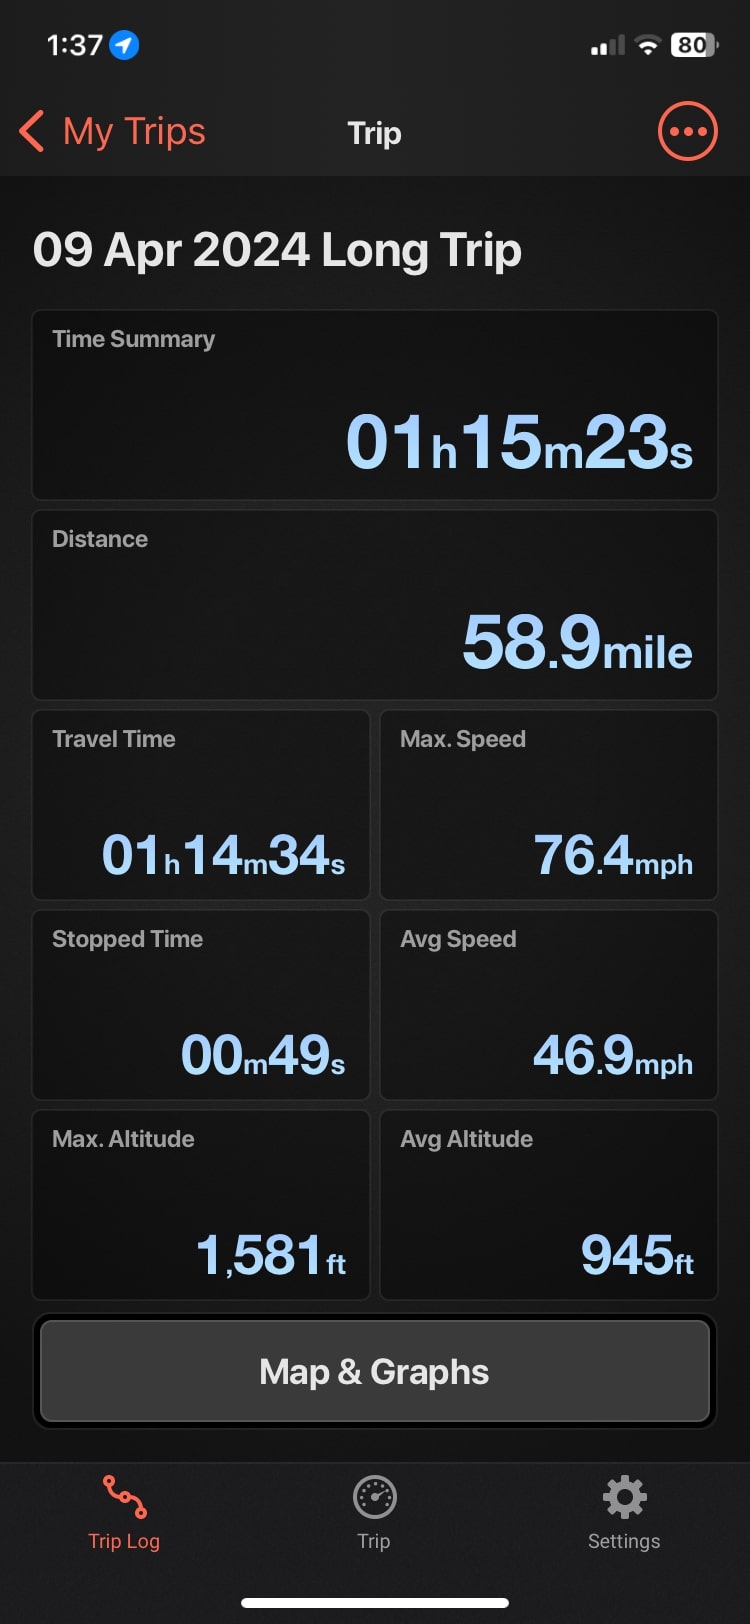 1:37
80
My Trips
Trip
09 Apr 2024 Long Trip
Time Summary
01h15m23s
Distance
58.9mile
Travel Time
01h14m34s
Max. Speed
76.4mph
Stopped Time
00m49s
Avg Speed
46.9mph
Max. Altitude
1,581ft
Avg Altitude
945ft
Map & Graphs
Trip Log
Trip
Settings